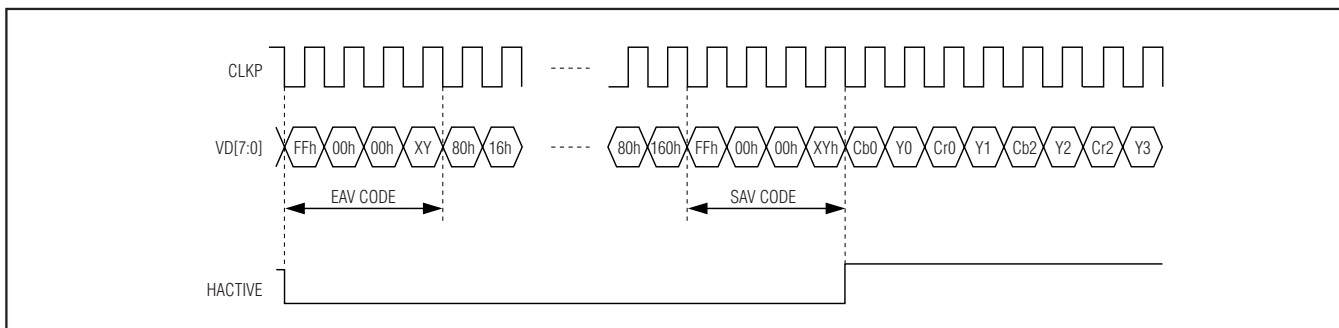 CLKP
VD[7:0] FFh 00h 00h XY 80h 16h 80h 160h FFh 00h 00h XYh Cb0 Y0 Cr0 Y1 Cb2 Y2 Cr2 Y3
EAV CODE SAV CODE
HACTIVE